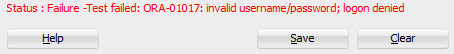 Status : Failure -Test failed: ORA-01017: invalid username/password; logon denied
Help Save Clear